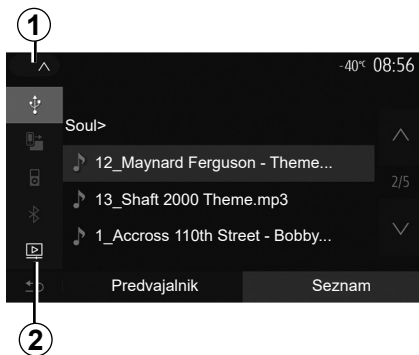 1
-40°C 08:56
Soul>
12_Maynard Ferguson - Theme...
13_Shaft 2000 Theme.mp3
2/5
1_Accross 110th Street - Bobby...
Predvajalnik Seznam
2